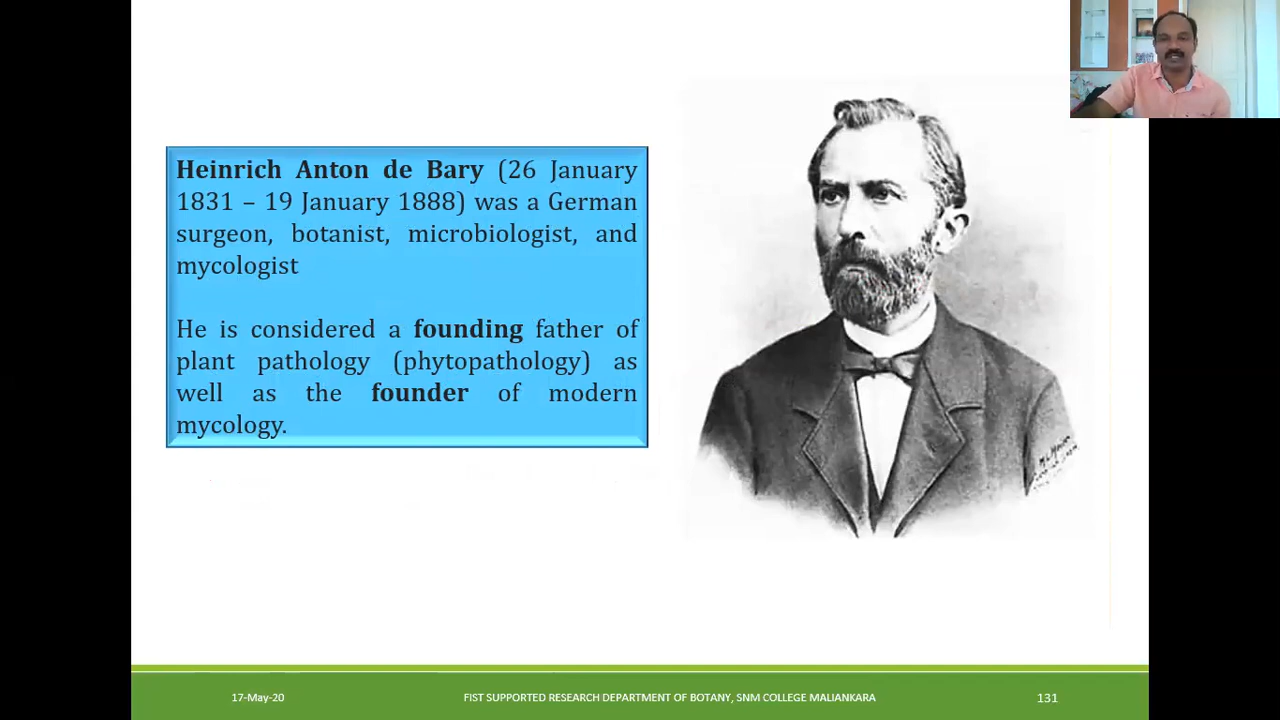 Heinrich Anton de Bary (26 January
1831 – 19 January 1888) was a German
surgeon, botanist, microbiologist, and
mycologist
He is considered a founding father of
plant pathology (phytopathology) as
well as the founder of modern
mycology.
17-May-20
FIST SUPPORTED RESEARCH DEPARTMENT OF BOTANY, SNM COLLEGE MALIANKARA
131